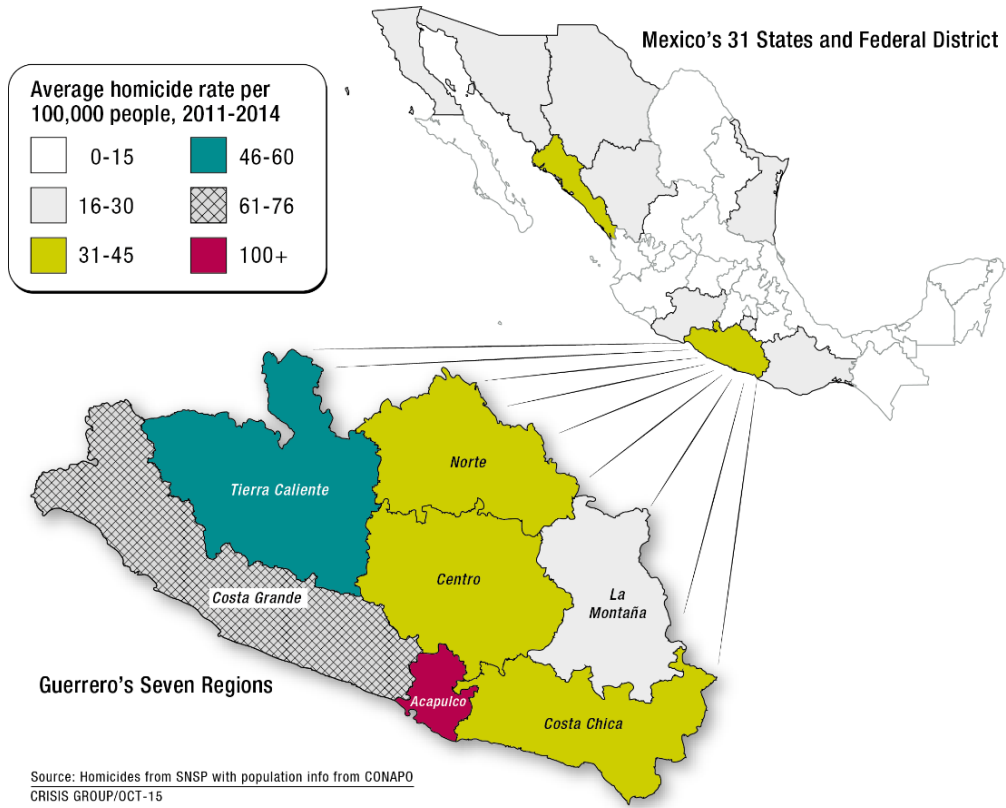 Mexico's 31 States and Federal District
Average homicide rate per
100,000 people, 2011-2014
0-15
46-60
16-30
61-76
31-45
100+
Norte
Tierra Caliente
Centro
La
Montaña
Costa Grande
Guerrero's Seven Regions
Acapulco
Costa Chica
Source: Homicides from SNSP with population info from CONAPO
CRISIS GROUP/OCT-15